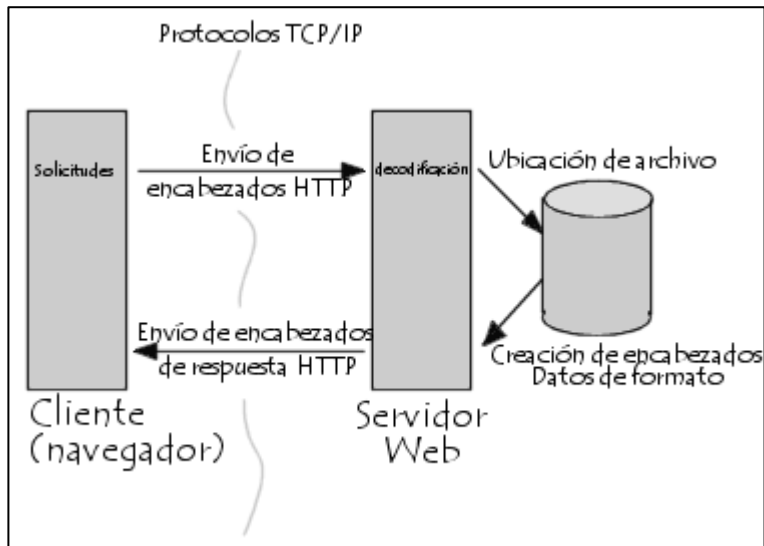 Protocolos TCP/IP
Solicitudes
Envío de
encabezados HTTP
decodificación
Ubicación de archivo
Envío de encabezados
de respuesta HTTP
Creación de encabezados
Datos de formato
Cliente
(navegador)
Servidor
Web